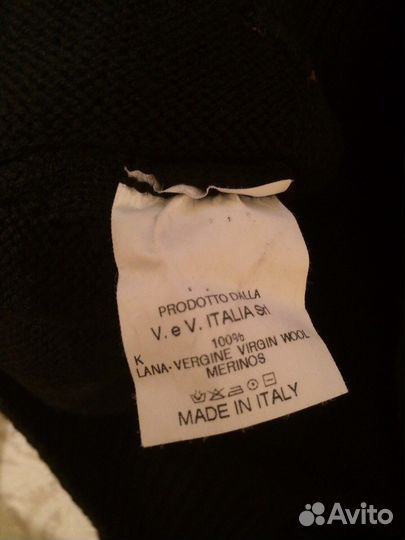 PRODOTTO DALLA
V. e V. ITALIA Srl
100%
K
LANA-VERGINE VIRGIN WOOL
MERINOS
MADE IN ITALY
Avito